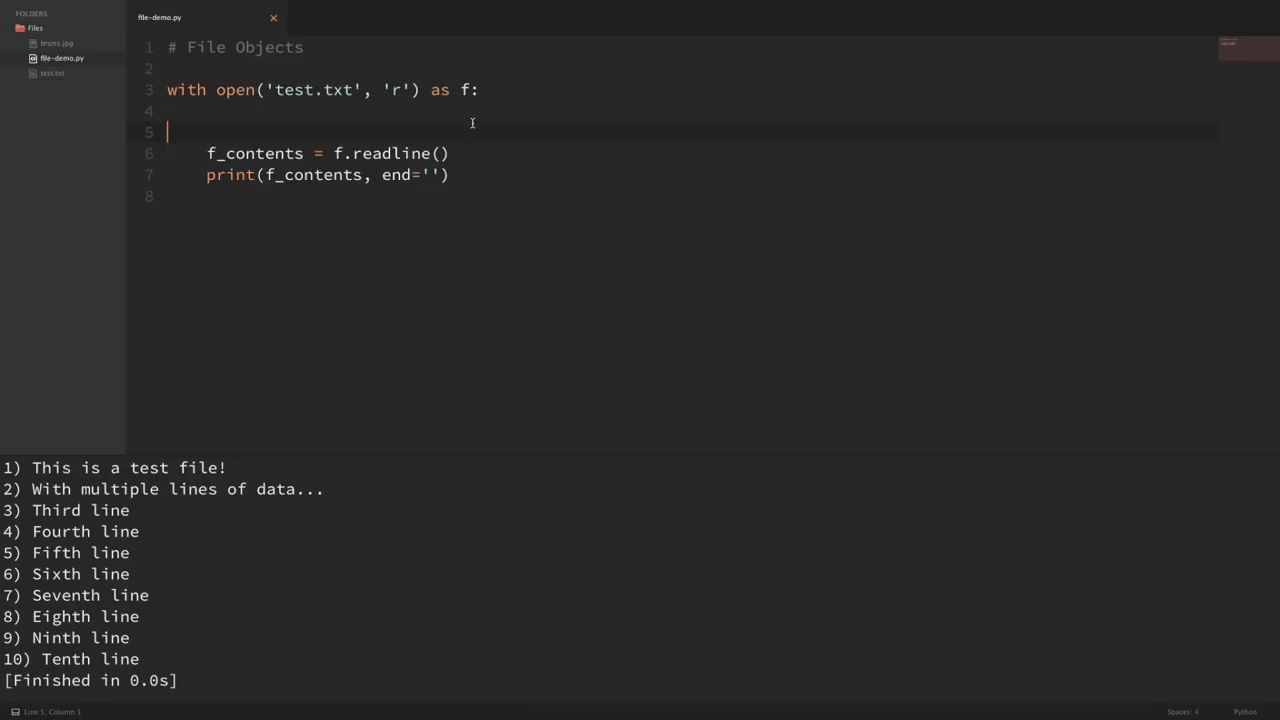 FOLDERS
Files
bronx.jpg
file-demo.py
test.txt
file-demo.py
1 # File Objects
2
3 with open('test.txt', 'r') as f:
4
5
6 f_contents = f.readline()
7 print(f_contents, end='')
8
1) This is a test file!
2) With multiple lines of data...
3) Third line
4) Fourth line
5) Fifth line
6) Sixth line
7) Seventh line
8) Eighth line
9) Ninth line
10) Tenth line
[Finished in 0.0s]
Line 5, Column 1
Spaces: 4
Python